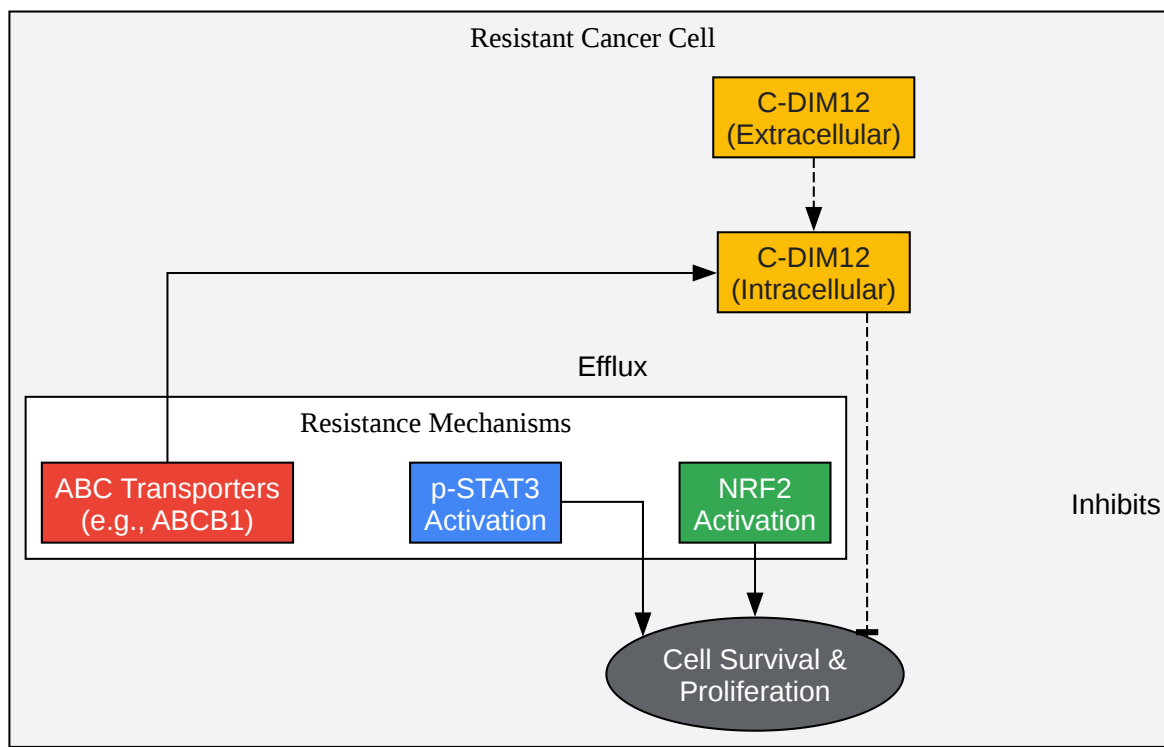 Resistant Cancer Cell
C-DIM12
(Extracellular)
C-DIM12
(Intracellular)
Efflux
Resistance Mechanisms
ABC Transporters
(e.g., ABCB1)
p-STAT3
Activation
NRF2
Activation
Inhibits
Cell Survival &
Proliferation